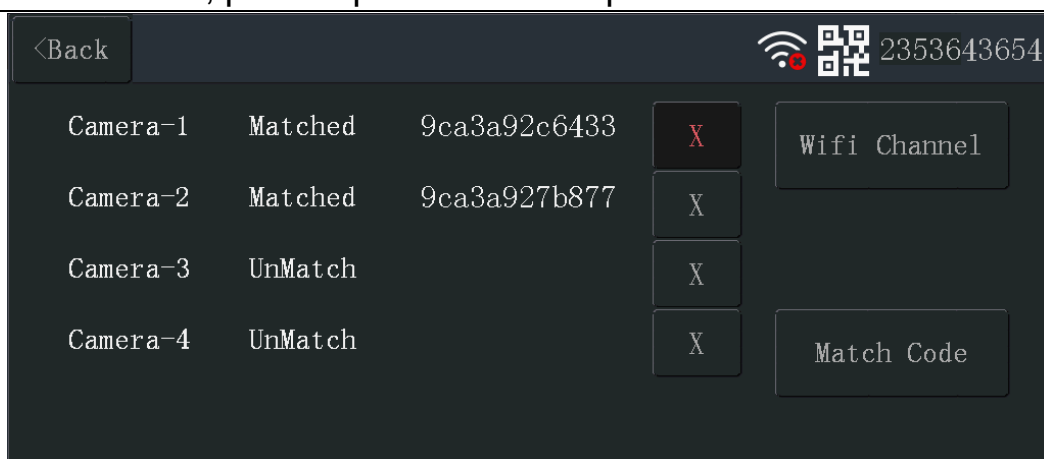 <Back 2353643654
Camera-1 Matched 9ca3a92c6433 X Wifi Channel
Camera-2 Matched 9ca3a927b877 X
Camera-3 UnMatch X
Camera-4 UnMatch X Match Code